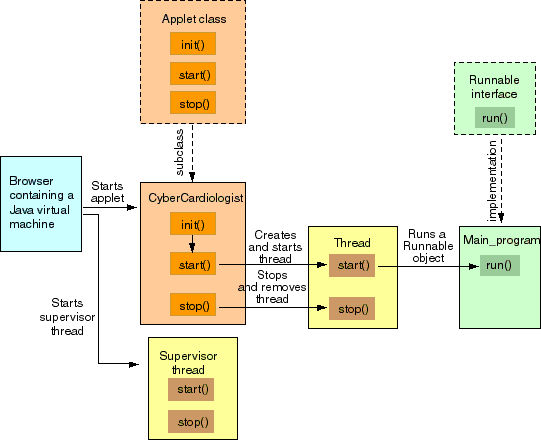 Applet class
init()
start()
stop()
Runnable
interface
run()
subclass
implementation
Browser
containing a
Java virtual
machine
Starts
applet
CyberCardiologist
init()
start()
stop()
Creates
and starts
thread
Stops
and removes
thread
Thread
start()
stop()
Runs a
Runnable
object
Main_program
run()
Starts
supervisor
thread
Supervisor
thread
start()
stop()